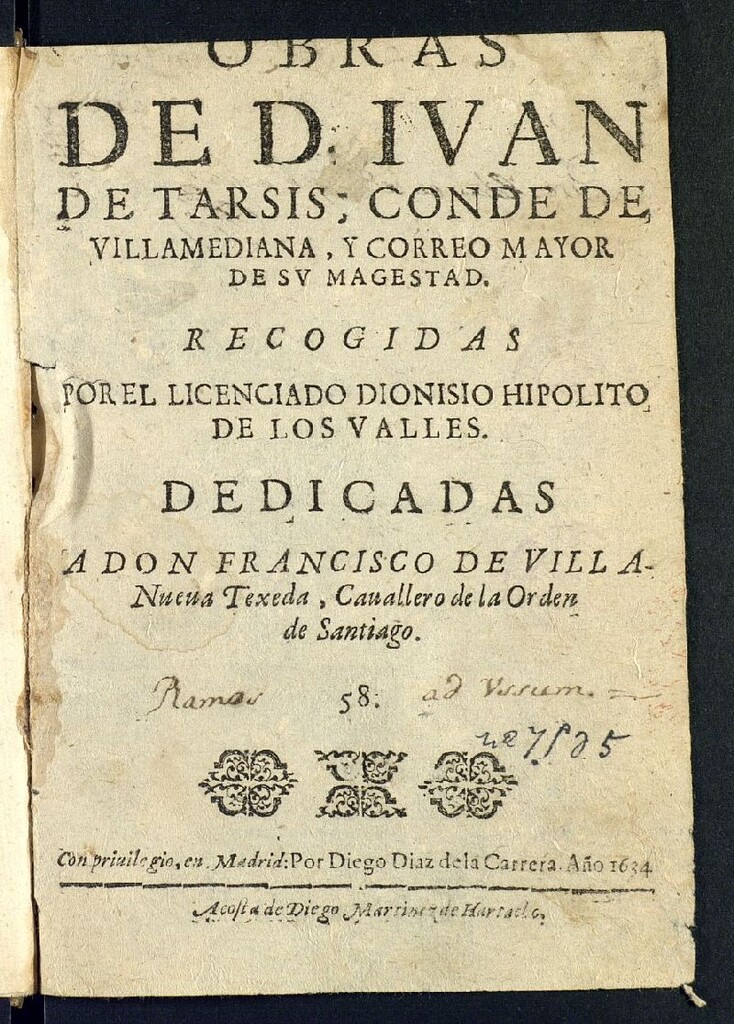 OBRAS
DE D. IVAN
DE TARSIS, CONDE DE
VILLAMEDIANA, Y CORREO MAYOR
DE SV MAGESTAD.
RECOGIDAS
POR EL LICENCIADO DIONISIO HIPOLITO
DE LOS VALLES.
DEDICADAS
A DON FRANCISCO DE VILLA-
Nueua Texeda, Cauallero de la Orden
de Santiago.
Ramos 58: ad Vssum.
Con priuilegio, en Madrid: Por Diego Diaz de la Carrera. Año 1634
Acosta de Diego Martinez de